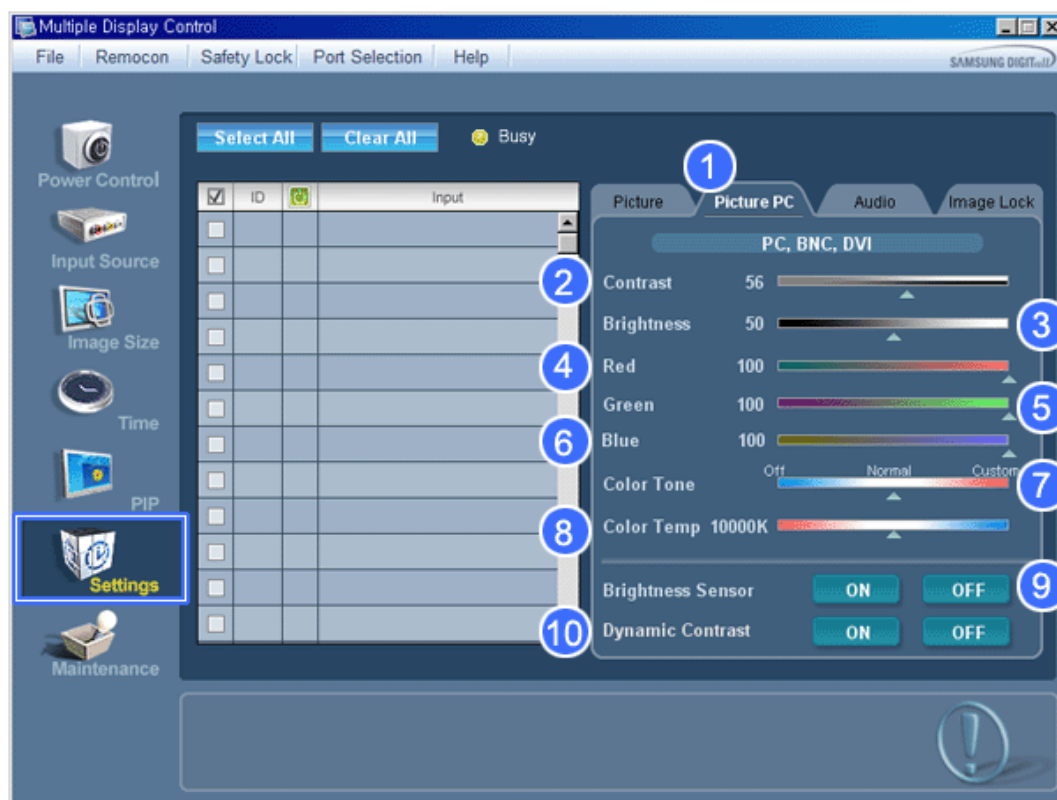 Multiple Display Control
File Remocon Safety Lock Port Selection Help
SAMSUNG DIGITall
Select All Clear All Busy
Power Control
Input Source
Image Size
Time
PIP
Settings
Maintenance
ID Input
1
Picture Picture PC Audio Image Lock
PC, BNC, DVI
2 Contrast 56
Brightness 50 3
4 Red 100
Green 100 5
6 Blue 100
Off Normal Custom
Color Tone 7
8 Color Temp 10000K
Brightness Sensor ON OFF 9
10 Dynamic Contrast ON OFF